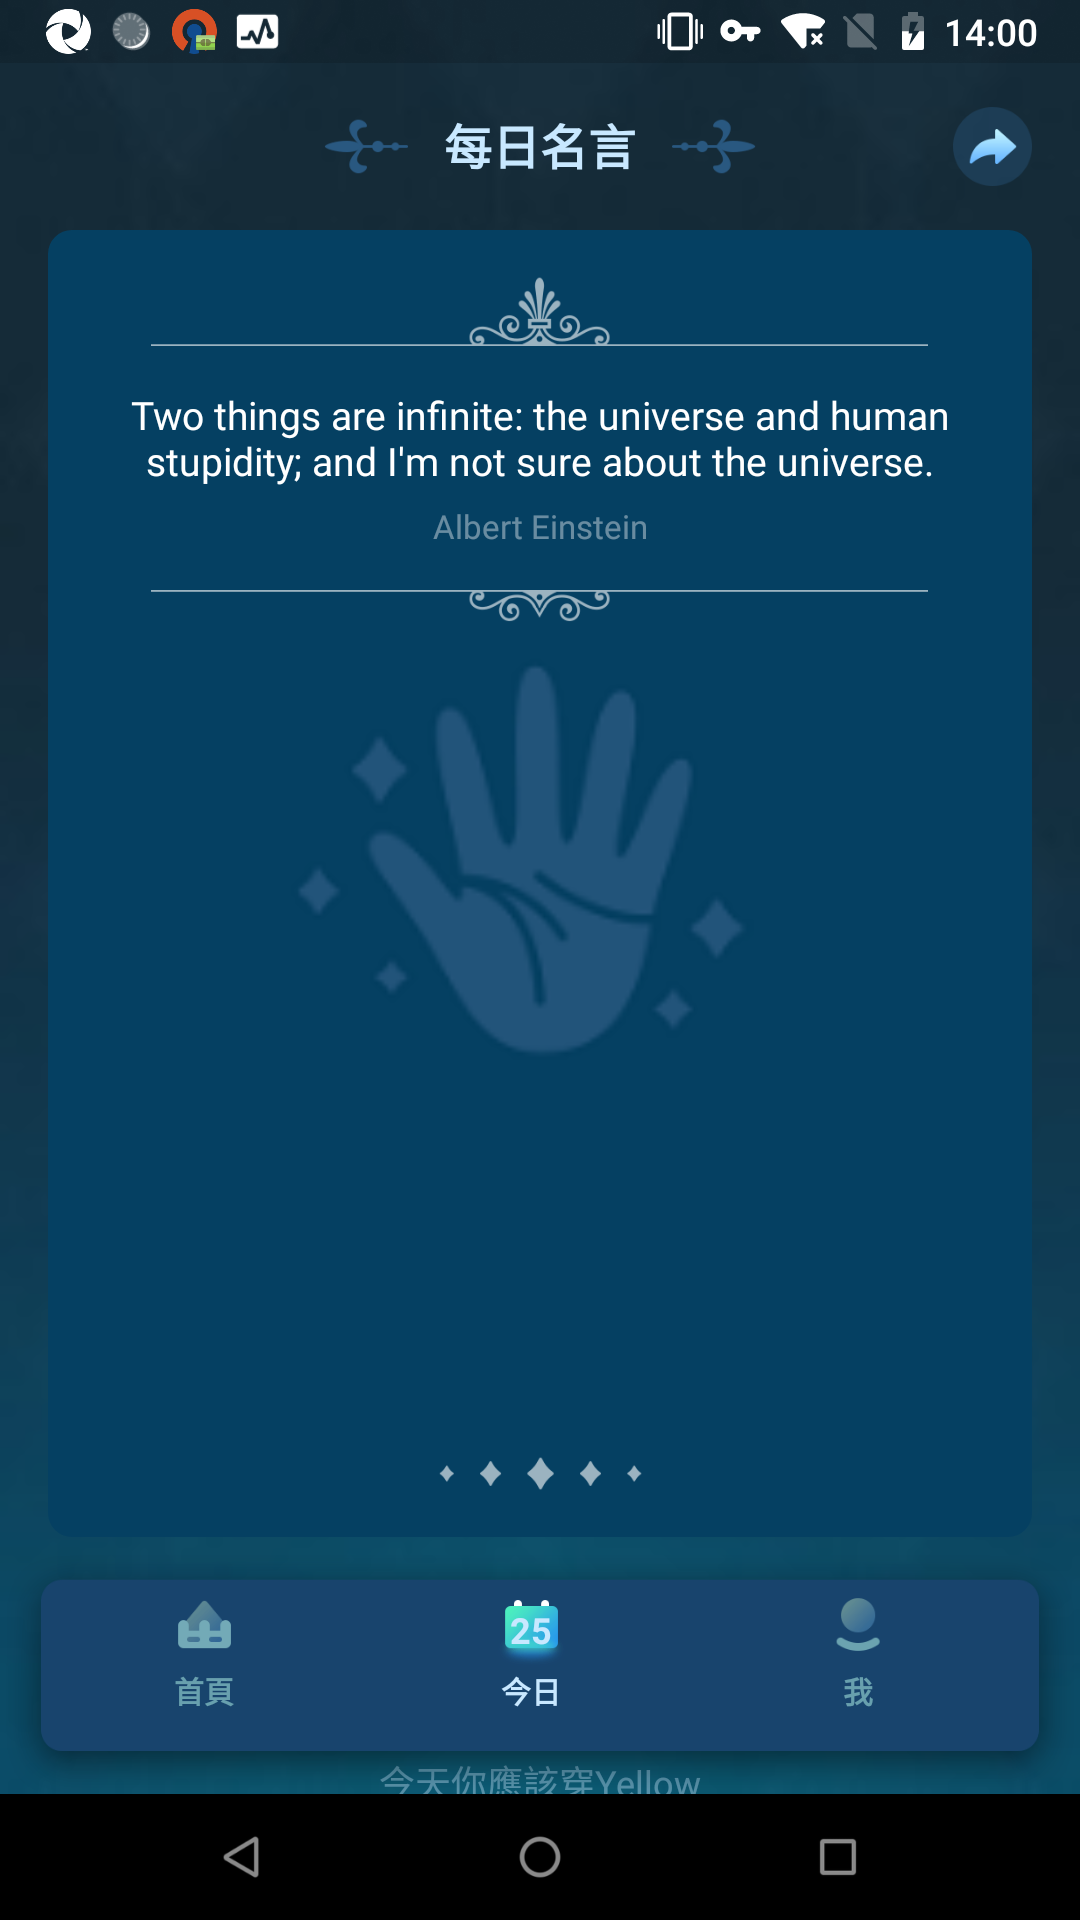 14:00
每日名言
Two things are infinite: the universe and human
stupidity; and I'm not sure about the universe.
Albert Einstein
25
首頁
今日
我
今天你應該穿Yellow